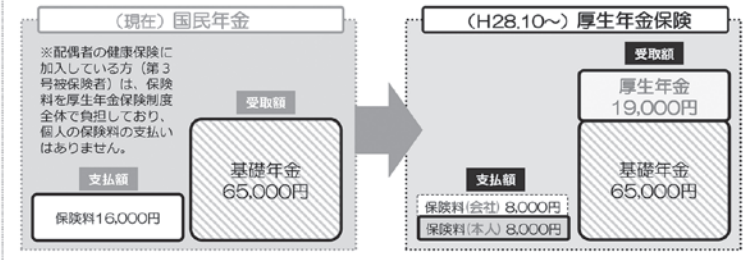 （現在）国民年金
※配偶者の健康保険に
加入している方（第３
号被保険者）は、保険
料を厚生年金保険制度
全体で負担しており、
個人の保険料の支払い
はありません。
受取額
基礎年金
65,000円
支払額
保険料16,000円
（H28.10～）厚生年金保険
受取額
厚生年金
19,000円
基礎年金
65,000円
支払額
保険料(会社) 8,000円
保険料(本人) 8,000円